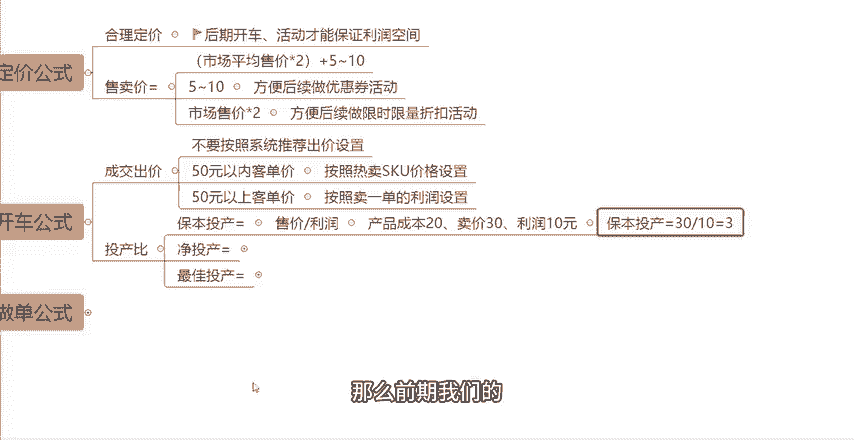 定价公式
合理定价
后期开车、活动才能保证利润空间
售卖价=
（市场平均售价*2）+5~10
5~10
方便后续做优惠券活动
市场售价*2
方便后续做限时限量折扣活动
开车公式
成交出价
不要按照系统推荐出价设置
50元以内客单价
按照热卖SKU价格设置
50元以上客单价
按照卖一单的利润设置
投产比
保本投产=
售价/利润
产品成本20、卖价30、利润10元
保本投产=30/10=3
净投产=
最佳投产=
做单公式
那么前期我们的